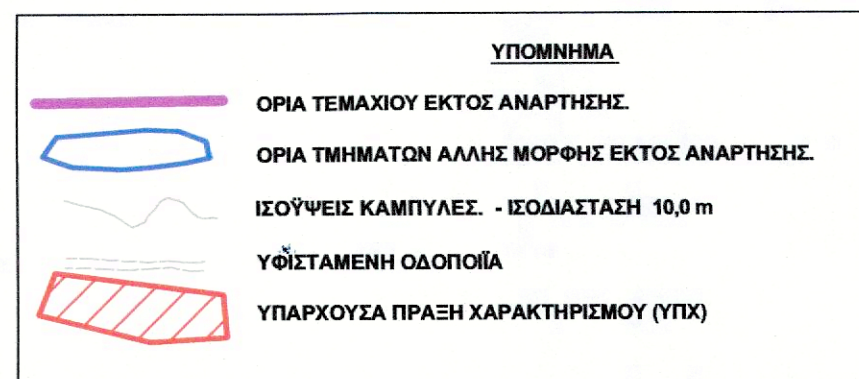 ΥΠΟΜΝΗΜΑ
ΟΡΙΑ ΤΕΜΑΧΙΟΥ ΕΚΤΟΣ ΑΝΑΡΤΗΣΗΣ.
ΟΡΙΑ ΤΜΗΜΑΤΩΝ ΑΛΛΗΣ ΜΟΡΦΗΣ ΕΚΤΟΣ ΑΝΑΡΤΗΣΗΣ.
ΙΣΟΫΨΕΙΣ ΚΑΜΠΥΛΕΣ. - ΙΣΟΔΙΑΣΤΑΣΗ 10,0 m
ΥΦΙΣΤΑΜΕΝΗ ΟΔΟΠΟΙΪΑ
ΥΠΑΡΧΟΥΣΑ ΠΡΑΞΗ ΧΑΡΑΚΤΗΡΙΣΜΟΥ (ΥΠΧ)